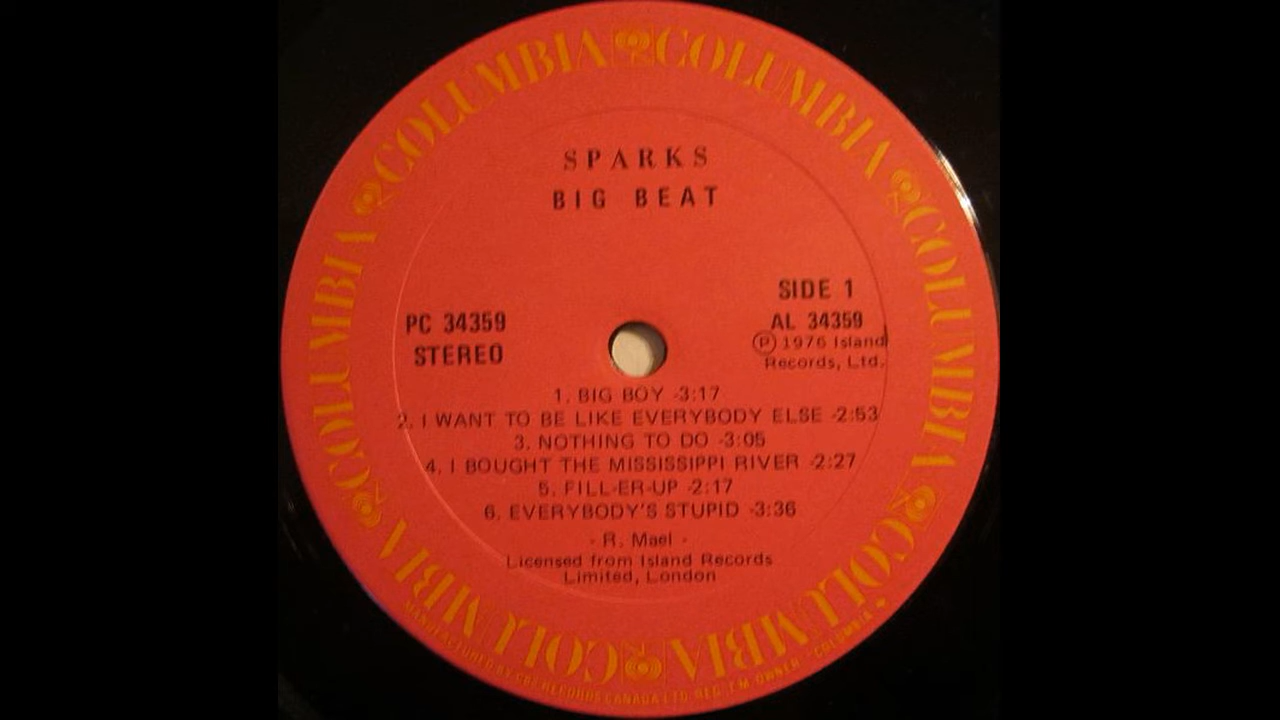 COLUMBIA COLUMBIA COLUMBIA COLUMBIA COLUMBIA COLUMBIA COLUMBIA COLUMBIA
SPARKS
BIG BEAT
SIDE 1
PC 34359
AL 34359
STEREO
Ⓟ 1976 Island
Records, Ltd.
1. BIG BOY -3:17
2. I WANT TO BE LIKE EVERYBODY ELSE -2:53
3. NOTHING TO DO -3:05
4. I BOUGHT THE MISSISSIPPI RIVER -2:27
5. FILL-ER-UP -2:17
6. EVERYBODY'S STUPID -3:36
- R. Mael -
Licensed from Island Records
Limited, London
MANUFACTURED BY CBS RECORDS CANADA LTD. REG. T.M. OWNER "COLUMBIA"